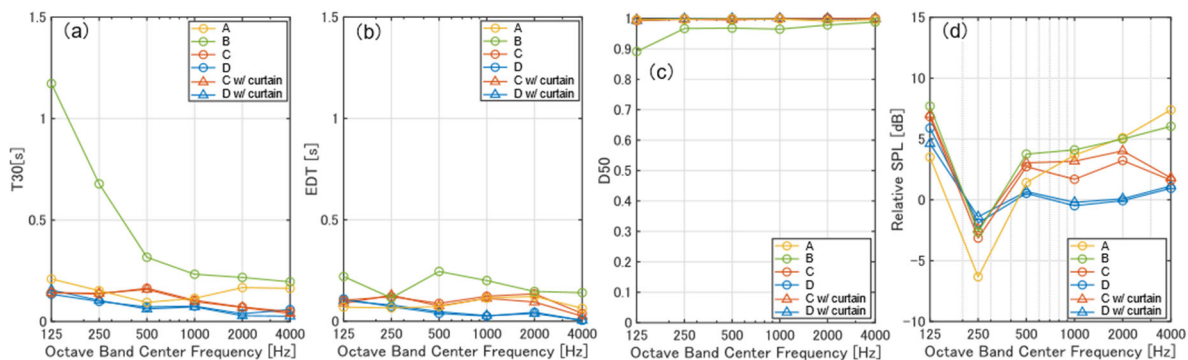 (a)
T30[s]
1.5
1
0.5
0
125 250 500 1000 2000 4000
Octave Band Center Frequency [Hz]
A
B
C
D
C w/ curtain
D w/ curtain
(b)
EDT [s]
1.5
1
0.5
0
125 250 500 1000 2000 4000
Octave Band Center Frequency [Hz]
A
B
C
D
C w/ curtain
D w/ curtain
(c)
D50
1
0.9
0.8
0.7
0.6
0.5
0.4
0.3
0.2
0.1
0
125 250 500 1000 2000 4000
Octave Band Center Frequency [Hz]
A
B
C
D
C w/ curtain
D w/ curtain
(d)
Relative SPL [dB]
15
10
5
0
-5
-10
125 250 500 1000 2000 4000
Octave Band Center Frequency [Hz]
A
B
C
D
C w/ curtain
D w/ curtain